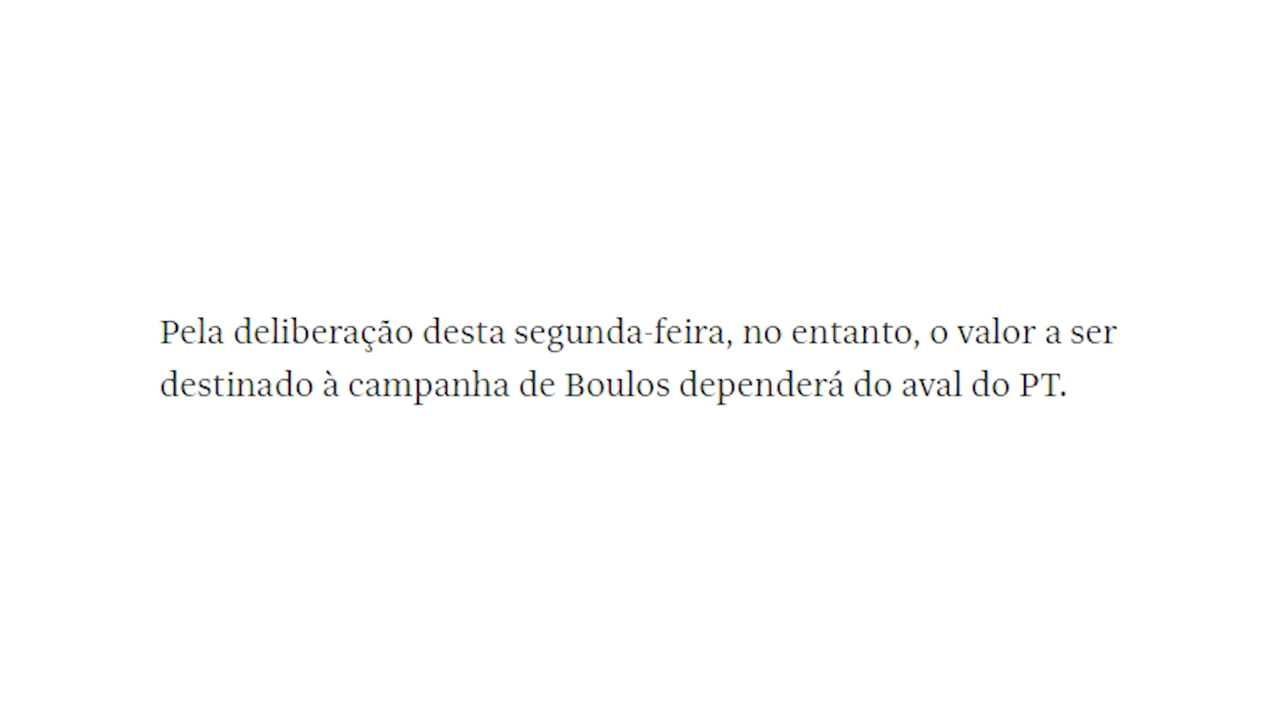 Pela deliberação desta segunda-feira, no entanto, o valor a ser
destinado à campanha de Boulos dependerá do aval do PT.